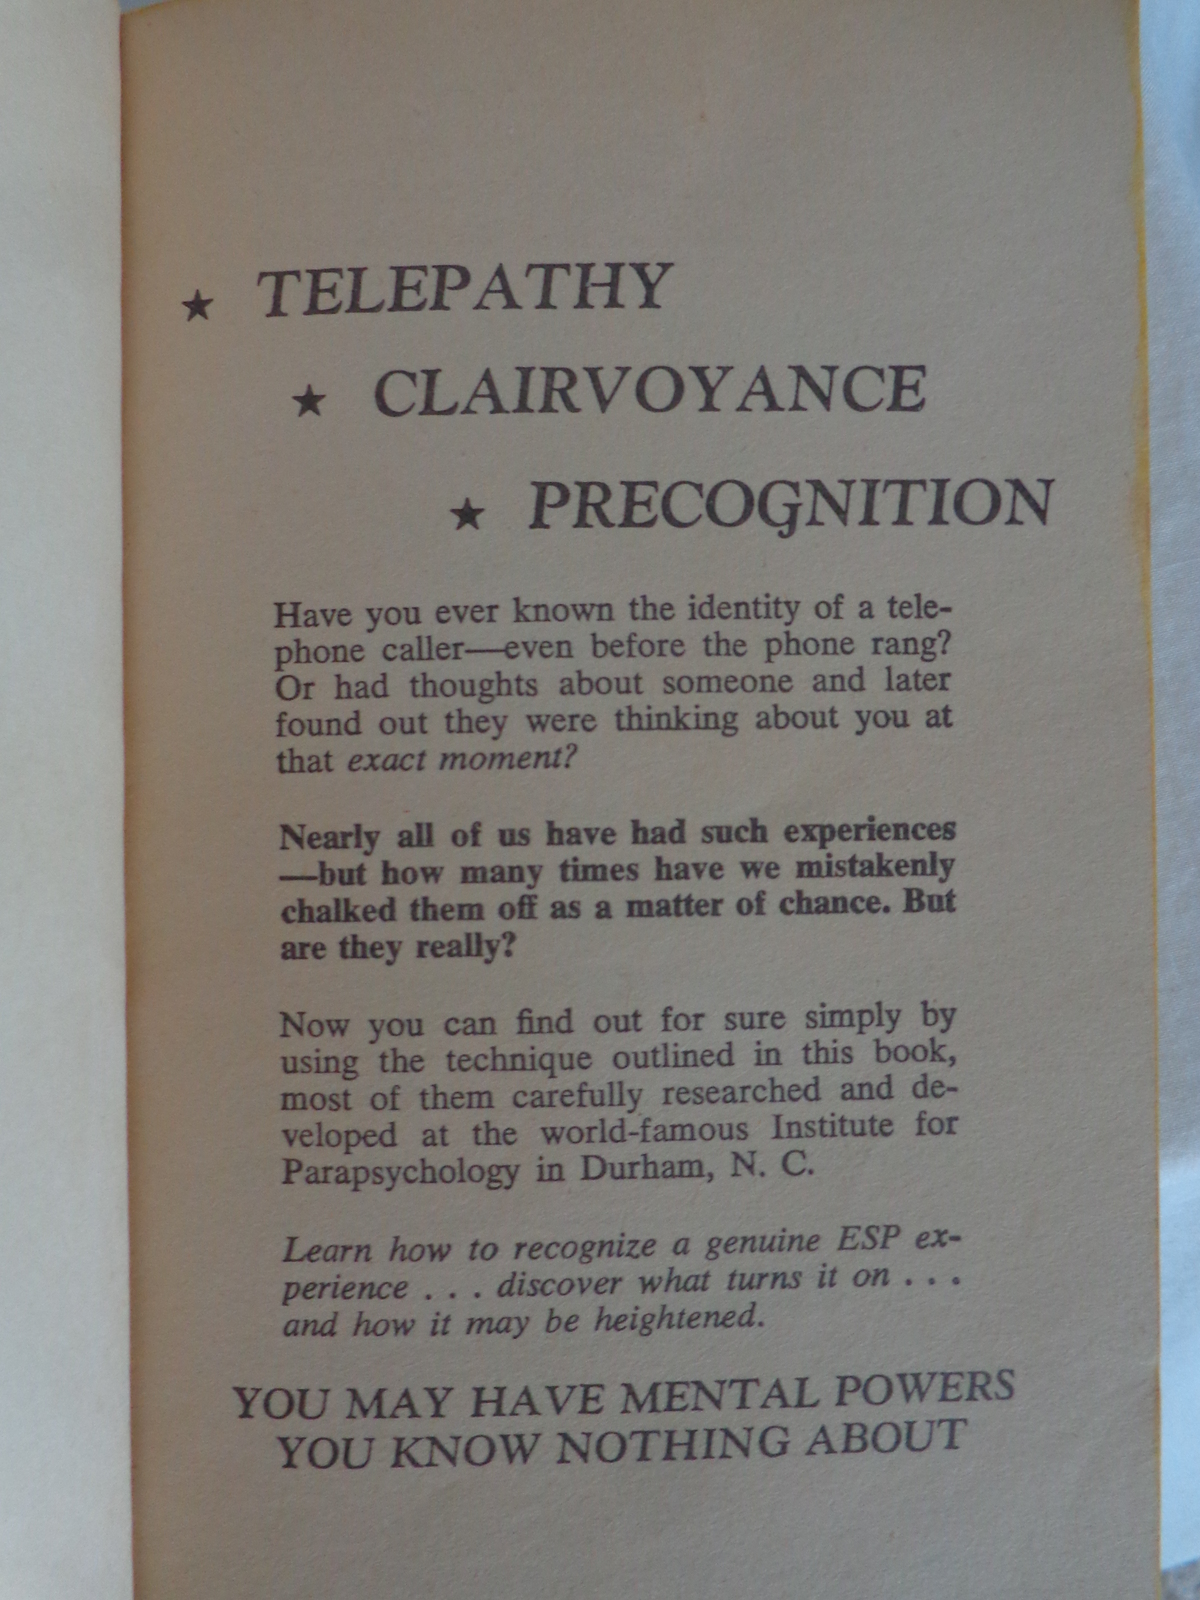 ★ TELEPATHY
★ CLAIRVOYANCE
★ PRECOGNITION
Have you ever known the identity of a tele-
phone caller—even before the phone rang?
Or had thoughts about someone and later
found out they were thinking about you at
that exact moment?
Nearly all of us have had such experiences
—but how many times have we mistakenly
chalked them off as a matter of chance. But
are they really?
Now you can find out for sure simply by
using the technique outlined in this book,
most of them carefully researched and de-
veloped at the world-famous Institute for
Parapsychology in Durham, N. C.
Learn how to recognize a genuine ESP ex-
perience . . . discover what turns it on . . .
and how it may be heightened.
YOU MAY HAVE MENTAL POWERS
YOU KNOW NOTHING ABOUT